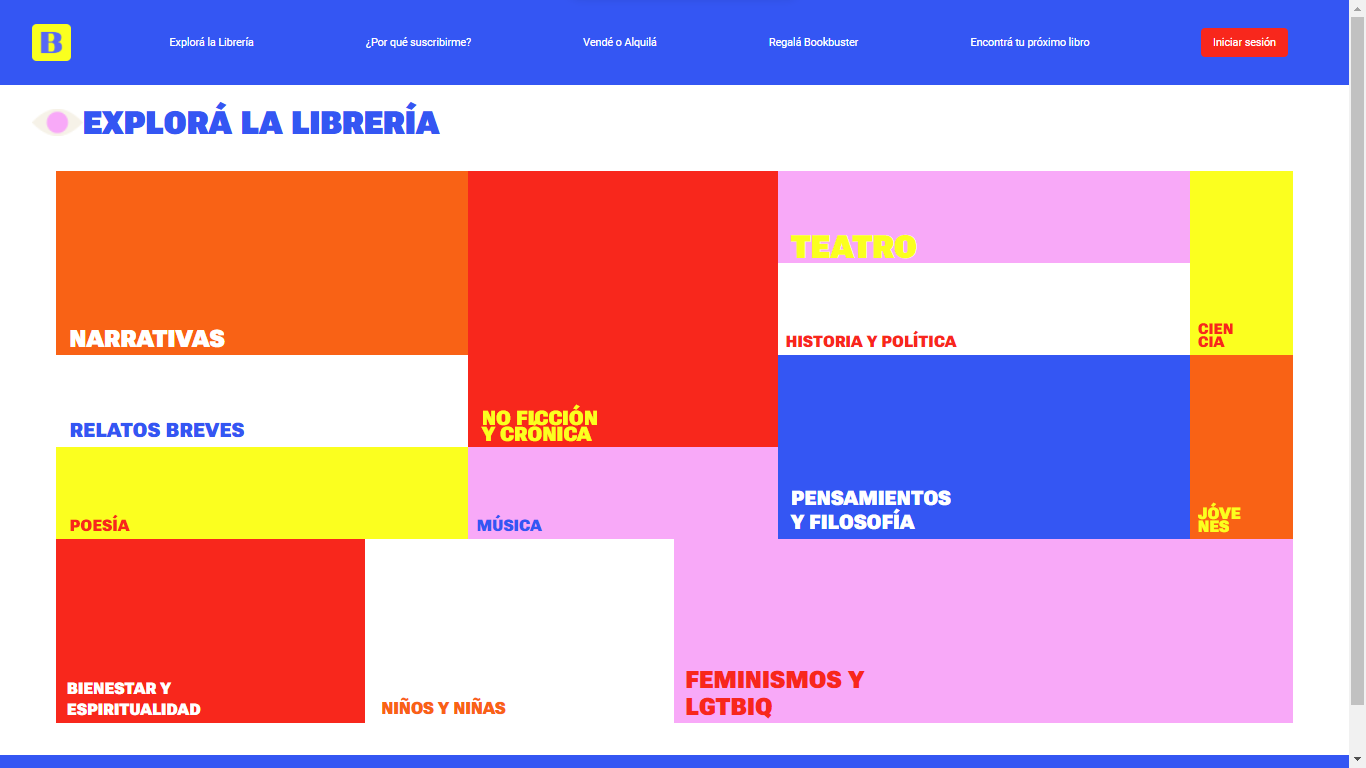 B
Explorá la Librería
¿Por qué suscribirme?
Vendé o Alquilá
Regalá Bookbuster
Encontrá tu próximo libro
Iniciar sesión
EXPLORÁ LA LIBRERÍA
NARRATIVAS
RELATOS BREVES
POESÍA
NO FICCIÓN
Y CRÓNICA
MÚSICA
TEATRO
HISTORIA Y POLÍTICA
CIEN
CIA
PENSAMIENTOS
Y FILOSOFÍA
JÓVE
NES
BIENESTAR Y
ESPIRITUALIDAD
NIÑOS Y NIÑAS
FEMINISMOS Y
LGTBIQ